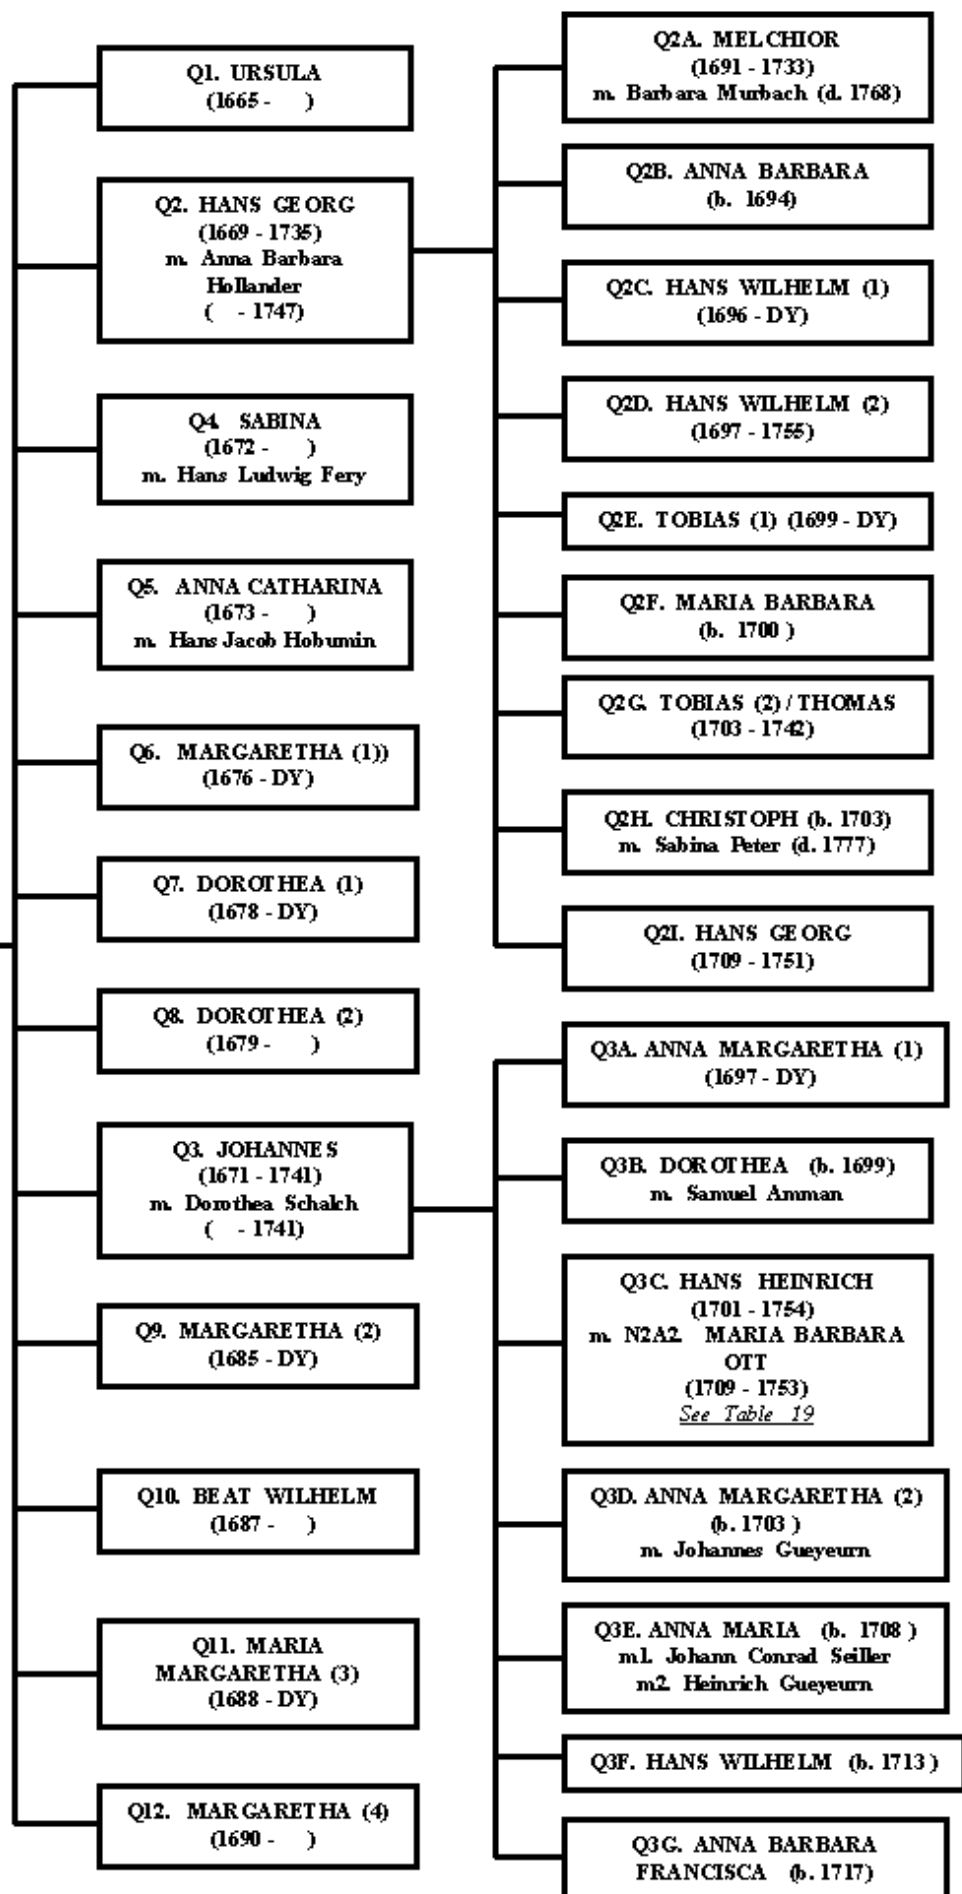 Q1. URSULA
(1665 - )
Q2. HANS GEORG
(1669 - 1735)
m. Anna Barbara
Hollander
( - 1747)
Q4. SABINA
(1672 - )
m. Hans Ludwig Fery
Q5. ANNA CATHARINA
(1673 - )
m. Hans Jacob Hobumin
Q6. MARGARETHA (1))
(1676 - DY)
Q7. DOROTHEA (1)
(1678 - DY)
Q8. DOROTHEA (2)
(1679 - )
Q3. JOHANNES
(1671 - 1741)
m. Dorothea Schalch
( - 1741)
Q9. MARGARETHA (2)
(1685 - DY)
Q10. BEAT WILHELM
(1687 - )
Q11. MARIA
MARGARETHA (3)
(1688 - DY)
Q12. MARGARETHA (4)
(1690 - )
Q2A. MELCHIOR
(1691 - 1733)
m. Barbara Murbach (d. 1768)
Q2B. ANNA BARBARA
(b. 1694)
Q2C. HANS WILHELM (1)
(1696 - DY)
Q2D. HANS WILHELM (2)
(1697 - 1755)
Q2E. TOBIAS (1) (1699 - DY)
Q2F. MARIA BARBARA
(b. 1700 )
Q2G. TOBIAS (2) / THOMAS
(1703 - 1742)
Q2H. CHRISTOPH (b. 1703)
m. Sabina Peter (d. 1777)
Q2I. HANS GEORG
(1709 - 1751)
Q3A. ANNA MARGARETHA (1)
(1697 - DY)
Q3B. DOROTHEA (b. 1699)
m. Samuel Amman
Q3C. HANS HEINRICH
(1701 - 1754)
m. N2A2. MARIA BARBARA
OTT
(1709 - 1753)
See Table 19
Q3D. ANNA MARGARETHA (2)
(b. 1703 )
m. Johannes Gueyeurn
Q3E. ANNA MARIA (b. 1708 )
m1. Johann Conrad Seiller
m2. Heinrich Gueyeurn
Q3F. HANS WILHELM (b. 1713 )
Q3G. ANNA BARBARA
FRANCISCA (b. 1717)